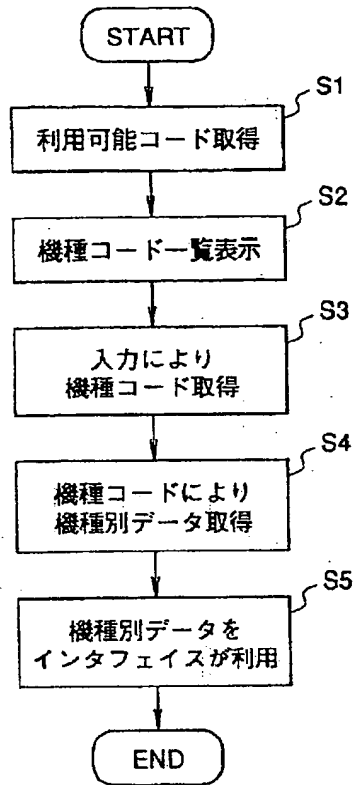 START
S1
利用可能コード取得
S2
機種コード一覧表示
S3
入力により
機種コード取得
S4
機種コードにより
機種別データ取得
S5
機種別データを
インタフェイスが利用
END